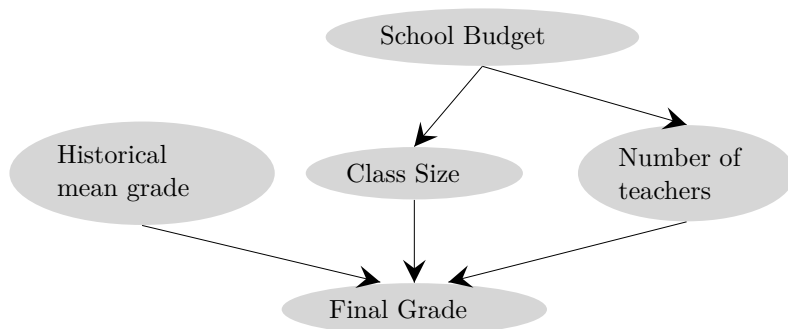 School Budget
Historical
mean grade
Class Size
Number of
teachers
Final Grade